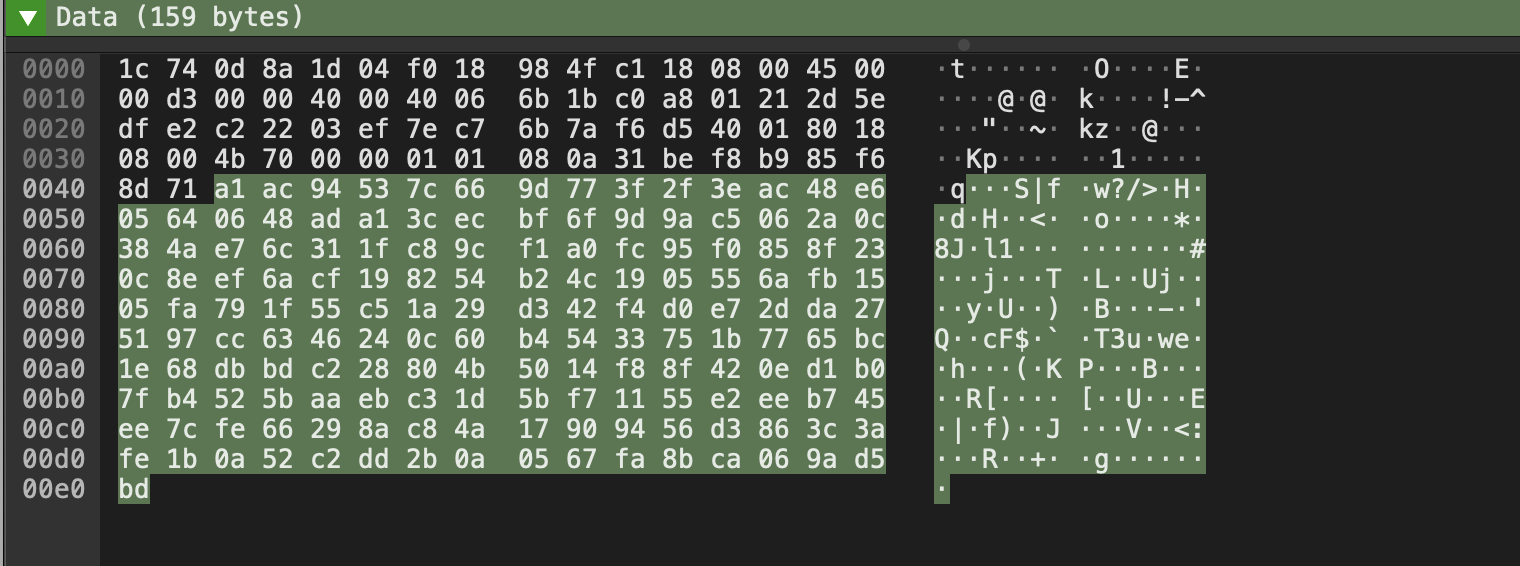 ▼ Data (159 bytes)
0000 1c 74 0d 8a 1d 04 f0 18 98 4f c1 18 08 00 45 00 ·t······ ·O····E·
0010 00 d3 00 00 40 00 40 06 6b 1b c0 a8 01 21 2d 5e ····@·@· k····!-^
0020 df e2 c2 22 03 ef 7e c7 6b 7a f6 d5 40 01 80 18 ···"··~· kz··@···
0030 08 00 4b 70 00 00 01 01 08 0a 31 be f8 b9 85 f6 ··Kp···· ··1·····
0040 8d 71 a1 ac 94 53 7c 66 9d 77 3f 2f 3e ac 48 e6 ·q···S|f ·w?/>·H·
0050 05 64 06 48 ad a1 3c ec bf 6f 9d 9a c5 06 2a 0c ·d·H··<· ·o····*·
0060 38 4a e7 6c 31 1f c8 9c f1 a0 fc 95 f0 85 8f 23 8J·l1··· ·······#
0070 0c 8e ef 6a cf 19 82 54 b2 4c 19 05 55 6a fb 15 ···j···T ·L··Uj··
0080 05 fa 79 1f 55 c5 1a 29 d3 42 f4 d0 e7 2d da 27 ··y·U··) ·B···-·'
0090 51 97 cc 63 46 24 0c 60 b4 54 33 75 1b 77 65 bc Q··cF$·` ·T3u·we·
00a0 1e 68 db bd c2 28 80 4b 50 14 f8 8f 42 0e d1 b0 ·h···(·K P···B···
00b0 7f b4 52 5b aa eb c3 1d 5b f7 11 55 e2 ee b7 45 ··R[···· [··U···E
00c0 ee 7c fe 66 29 8a c8 4a 17 90 94 56 d3 86 3c 3a ·|·f)··J ···V··<:
00d0 fe 1b 0a 52 c2 dd 2b 0a 05 67 fa 8b ca 06 9a d5 ···R··+· ·g······
00e0 bd ·